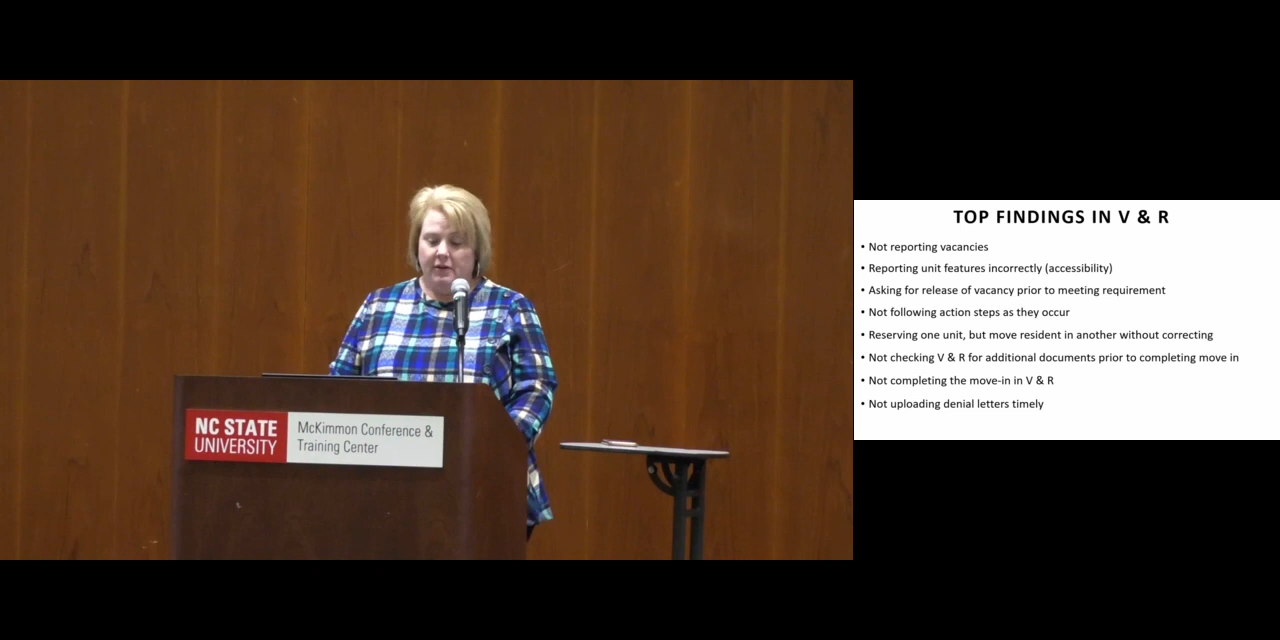 NC STATE
UNIVERSITY
McKimmon Conference &
Training Center
TOP FINDINGS IN V & R
• Not reporting vacancies
• Reporting unit features incorrectly (accessibility)
• Asking for release of vacancy prior to meeting requirement
• Not following action steps as they occur
• Reserving one unit, but move resident in another without correcting
• Not checking V & R for additional documents prior to completing move in
• Not completing the move-in in V & R
• Not uploading denial letters timely